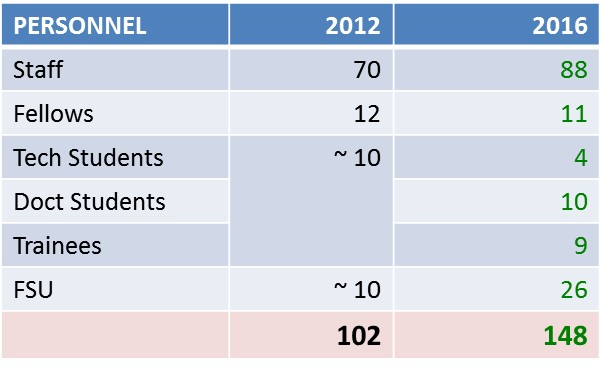 PERSONNEL 2012 2016
Staff 70 88
Fellows 12 11
Tech Students ~ 10 4
Doct Students 10
Trainees 9
FSU ~ 10 26
102 148